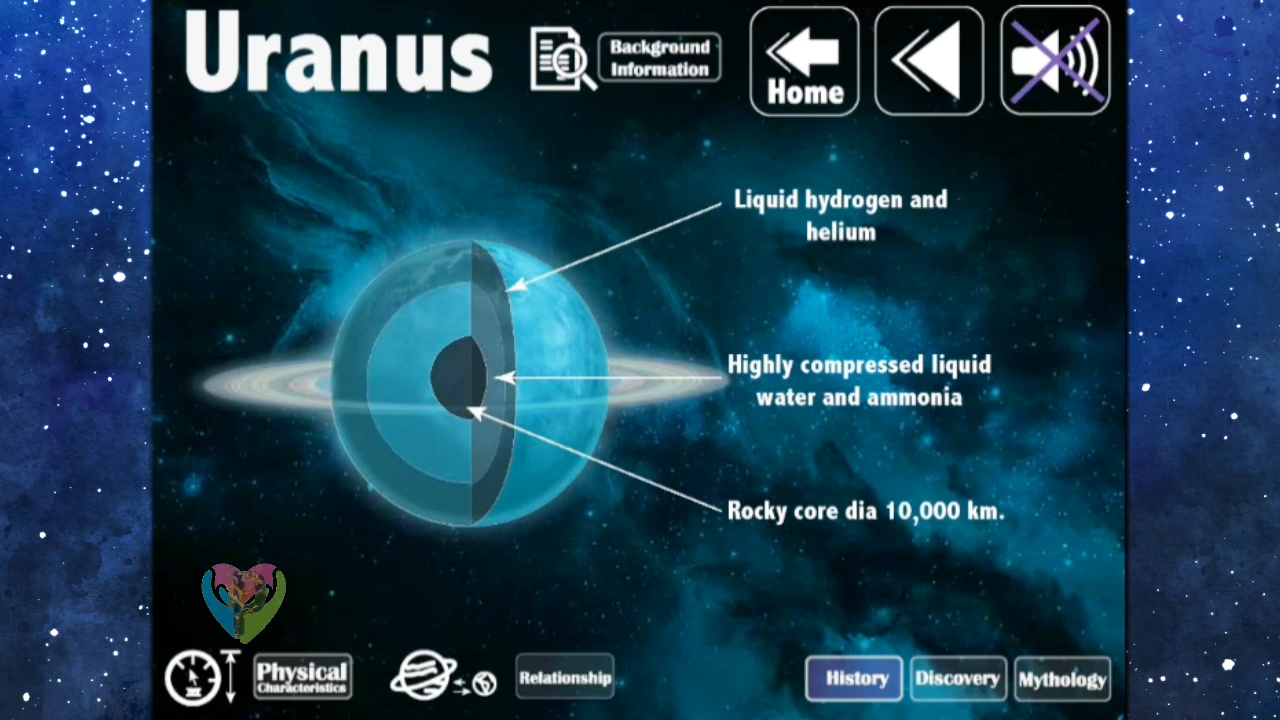 Uranus
Background
Information
Home
Liquid hydrogen and
helium
Highly compressed liquid
water and ammonia
Rocky core dia 10,000 km.
Physical
Characteristics
Relationship
History
Discovery
Mythology